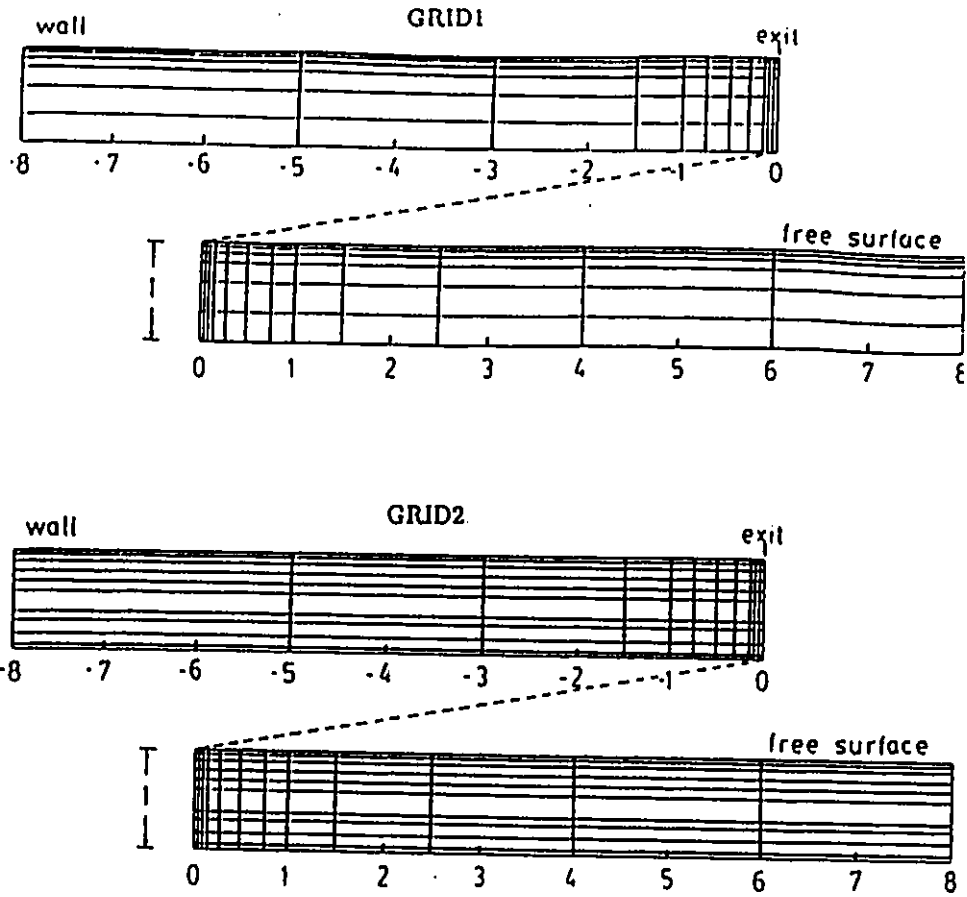 GRID1
wall
exit
·8 ·7 ·6 ·5 ·4 ·3 ·2 ·1 0
free surface
1
0 1 2 3 4 5 6 7 8
GRID2
wall
exit
-8 ·7 ·6 ·5 ·4 ·3 ·2 ·1 0
free surface
1
0 1 2 3 4 5 6 7 8